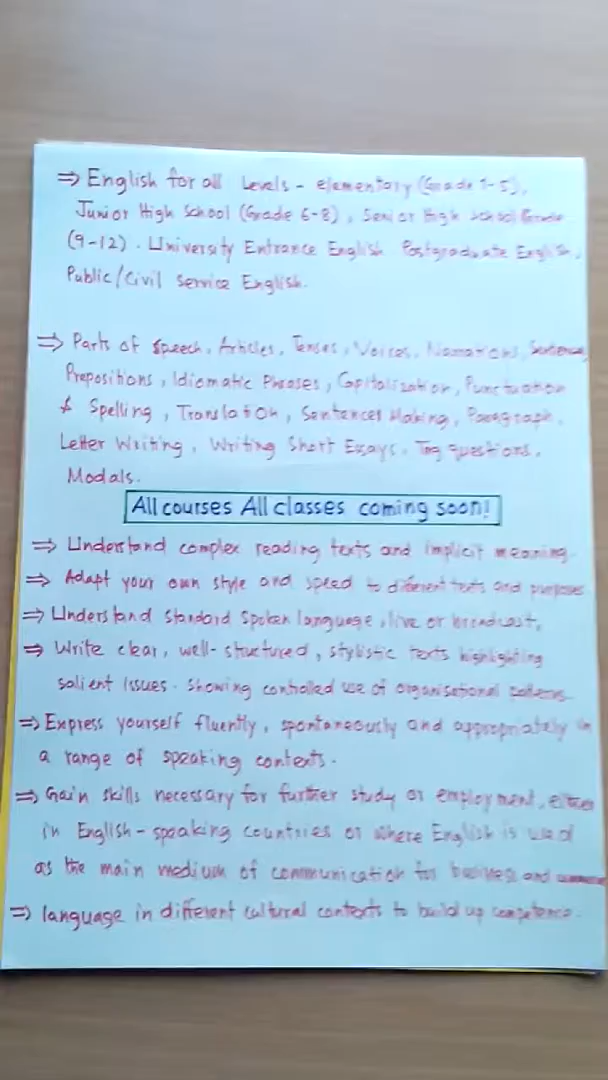 ⇒ English for all Levels - elementary (Grade 1-5),
Junior High School (Grade 6-8), Senior High School Grade
(9-12). University Entrance English Postgraduate English,
Public/Civil Service English.
⇒ Parts of Speech, Articles, Tenses, Voices, Narrations, Sentence,
Prepositions, Idiomatic Phrases, Capitalization, Punctuation
& Spelling, Translation, Sentences Making, Paragraph,
Letter Writing, Writing Short Essays, Tag questions,
Modals.
All courses All classes coming soon!
⇒ Understand complex reading texts and implicit meaning.
⇒ Adapt your own style and speed to different texts and purposes
⇒ Understand Standard Spoken language, live or broadcast,
⇒ Write clear, well-structured, stylistic texts highlighting
salient issues. Showing controlled use of organisational patterns
⇒ Express yourself fluently, spontaneously and appropriately in
a range of speaking contexts.
⇒ Gain skills necessary for further study or employment, either
in English-speaking countries or where English is used
as the main medium of communication for business and
⇒ language in different cultural contexts to build up competence.